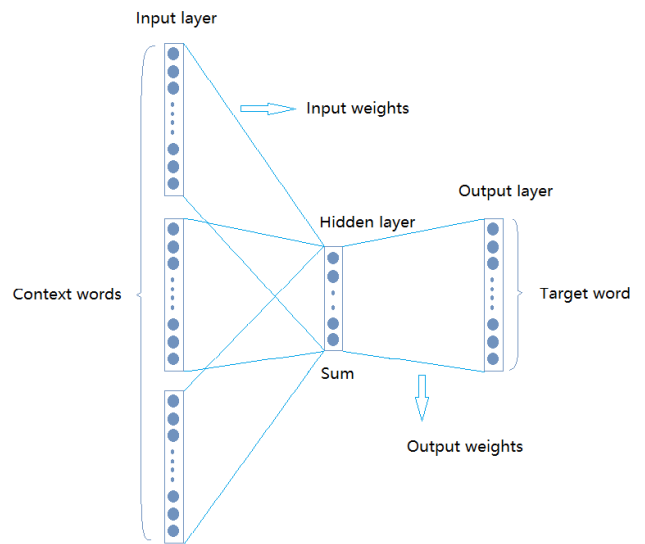 Input layer
Input weights
Output layer
Hidden layer
Context words
Target word
Sum
Output weights